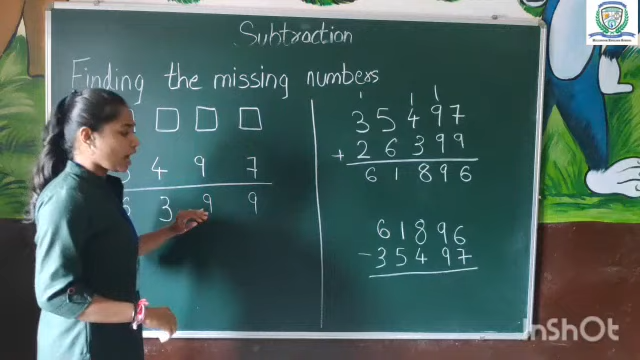 Subtraction
Finding the missing numbers
□ □ □
4 9 7
3 9 9
1 1 1
3 5 4 9 7
+ 2 6 3 9 9
6 1 8 9 6
6 1 8 9 6
- 3 5 4 9 7
InShOt